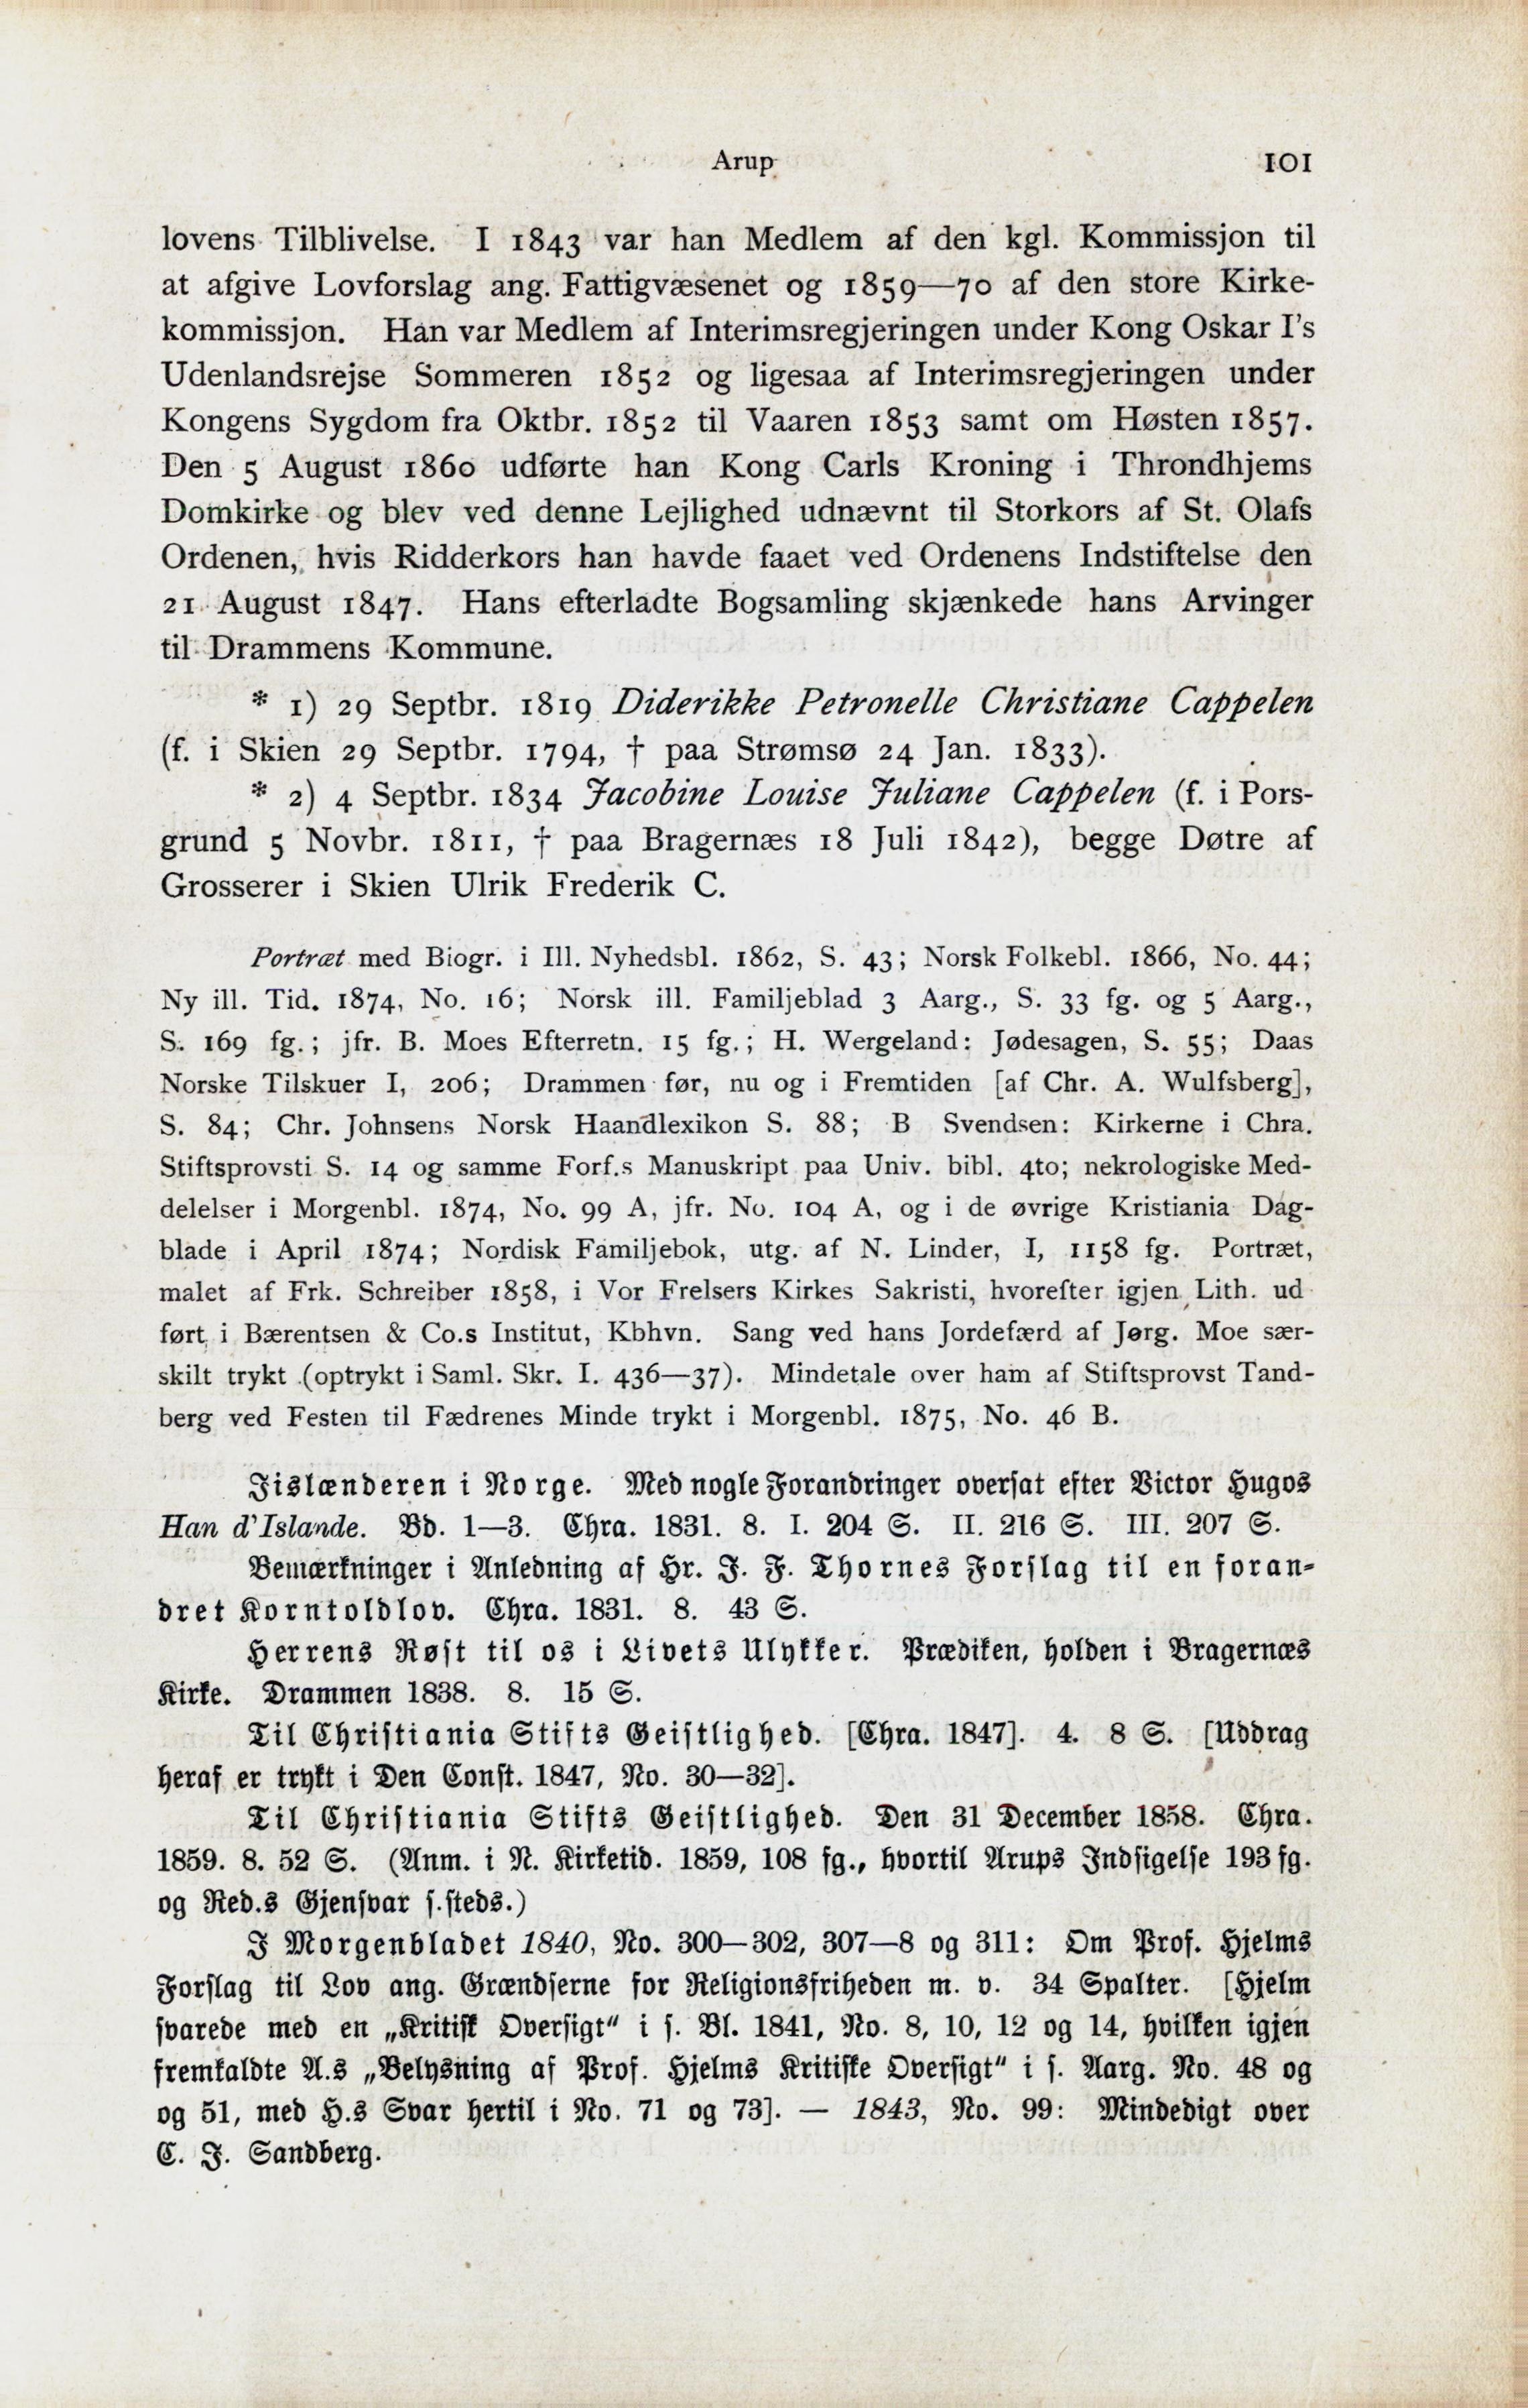 Arup 101
lovens Tilblivelse. I 1843 var han Medlem af den kgl. Kommissjon til
at afgive Lovforslag ang. Fattigvæsenet og 1859—70 af den store Kirke-
kommissjon. Han var Medlem af Interimsregjeringen under Kong Oskar I's
Udenlandsrejse Sommeren 1852 og ligesaa af Interimsregjeringen under
Kongens Sygdom fra Oktbr. 1852 til Vaaren 1853 samt om Høsten 1857.
Den 5 August 1860 udførte han Kong Carls Kroning i Throndhjems
Domkirke og blev ved denne Lejlighed udnævnt til Storkors af St. Olafs
Ordenen, hvis Ridderkors han havde faaet ved Ordenens Indstiftelse den
21 August 1847. Hans efterladte Bogsamling skjænkede hans Arvinger
til Drammens Kommune.
* 1) 29 Septbr. 1819 Diderikke Petronelle Christiane Cappelen
(f. i Skien 29 Septbr. 1794, † paa Strømsø 24 Jan. 1833).
* 2) 4 Septbr. 1834 Jacobine Louise Juliane Cappelen (f. i Pors-
grund 5 Novbr. 1811, † paa Bragernæs 18 Juli 1842), begge Døtre af
Grosserer i Skien Ulrik Frederik C.
Portræt med Biogr. i Ill. Nyhedsbl. 1862, S. 43; Norsk Folkebl. 1866, No. 44;
Ny ill. Tid. 1874, No. 16; Norsk ill. Familjeblad 3 Aarg., S. 33 fg. og 5 Aarg.,
S. 169 fg.; jfr. B. Moes Efterretn. 15 fg.; H. Wergeland: Jødesagen, S. 55; Daas
Norske Tilskuer I, 206; Drammen før, nu og i Fremtiden [af Chr. A. Wulfsberg],
S. 84; Chr. Johnsens Norsk Haandlexikon S. 88; B Svendsen: Kirkerne i Chra.
Stiftsprovsti S. 14 og samme Forf.s Manuskript paa Univ. bibl. 4to; nekrologiske Med-
delelser i Morgenbl. 1874, No. 99 A, jfr. No. 104 A, og i de øvrige Kristiania Dag-
blade i April 1874; Nordisk Familjebok, utg. af N. Linder, I, 1158 fg. Portræt,
malet af Frk. Schreiber 1858, i Vor Frelsers Kirkes Sakristi, hvorefter igjen Lith. ud
ført i Bærentsen & Co.s Institut, Kbhvn. Sang ved hans Jordefærd af Jørg. Moe sær-
skilt trykt (optrykt i Saml. Skr. I. 436—37). Mindetale over ham af Stiftsprovst Tand-
berg ved Festen til Fædrenes Minde trykt i Morgenbl. 1875, No. 46 B.
Iislænderen i Norge. Med nogle Forandringer oversat efter Victor Hugos
Han d'Islande. Bd. 1—3. Chra. 1831. 8. I. 204 S. II. 216 S. III. 207 S.
Bemærkninger i Anledning af Hr. J. F. Thornes Forslag til en foran-
dret Korntoldlov. Chra. 1831. 8. 43 S.
Herrens Røst til os i Livets Ulykker. Prædiken, holden i Bragernæs
Kirke. Drammen 1838. 8. 15 S.
Til Christiania Stifts Geistlighed. [Chra. 1847]. 4. 8 S. [Uddrag
heraf er trykt i Den Const. 1847, No. 30—32].
Til Christiania Stifts Geistlighed. Den 31 December 1858. Chra.
1859. 8. 52 S. (Anm. i N. Kirketid. 1859, 108 fg., hvortil Arups Indsigelse 193 fg.
og Red.s Gjensvar s.steds.)
I Morgenbladet 1840, No. 300—302, 307—8 og 311: Om Prof. Hjelms
Forslag til Lov ang. Grændserne for Religionsfriheden m. v. 34 Spalter. [Hjelm
svarede med en „Kritisk Oversigt“ i s. Bl. 1841, No. 8, 10, 12 og 14, hvilken igjen
fremkaldte A.s „Belysning af Prof. Hjelms Kritiske Oversigt“ i s. Aarg. No. 48 og
og 51, med H.s Svar hertil i No. 71 og 73]. — 1843, No. 99: Mindedigt over
C. J. Sandberg.